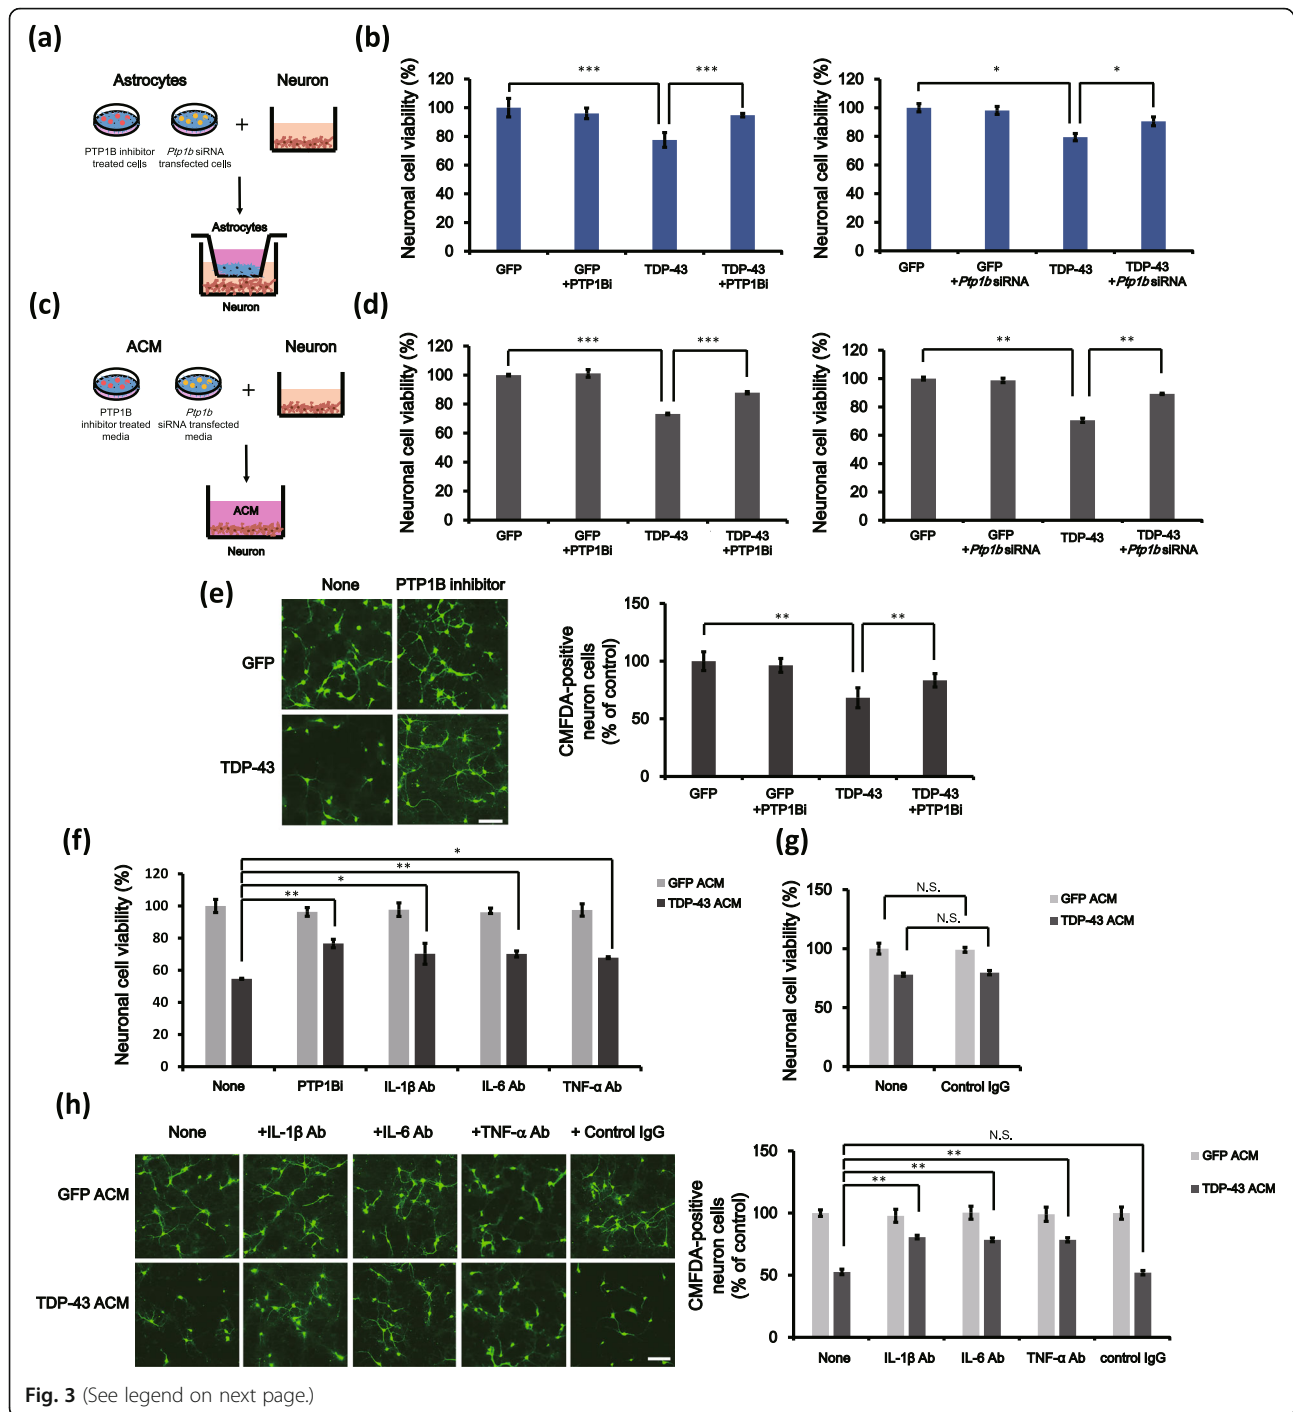 (a)
Astrocytes
Neuron
+
PTP1B inhibitor
treated cells
Ptp1b siRNA
transfected cells
Astrocytes
Neuron
(b)
Neuronal cell viability (%)
120
100
80
60
40
20
0
***
***
GFP
GFP
+PTP1Bi
TDP-43
TDP-43
+PTP1Bi
Neuronal cell viability (%)
120
100
80
60
40
20
0
*
*
GFP
GFP
+Ptp1b siRNA
TDP-43
TDP-43
+Ptp1b siRNA
(c)
ACM
Neuron
+
PTP1B
inhibitor treated
media
Ptp1b
siRNA transfected
media
ACM
Neuron
(d)
Neuronal cell viability (%)
120
100
80
60
40
20
0
***
***
GFP
GFP
+PTP1Bi
TDP-43
TDP-43
+PTP1Bi
Neuronal cell viability (%)
120
100
80
60
40
20
0
**
**
GFP
GFP
+Ptp1b siRNA
TDP-43
TDP-43
+Ptp1b siRNA
(e)
None
PTP1B inhibitor
GFP
TDP-43
CMFDA-positive
neuron cells
(% of control)
150
100
50
0
**
**
GFP
GFP
+PTP1Bi
TDP-43
TDP-43
+PTP1Bi
(f)
Neuronal cell viability (%)
120
100
80
60
40
20
0
*
**
*
**
GFP ACM
TDP-43 ACM
None
PTP1Bi
IL-1β Ab
IL-6 Ab
TNF-α Ab
(g)
Neuronal cell viability (%)
150
100
50
0
N.S.
N.S.
GFP ACM
TDP-43 ACM
None
Control IgG
(h)
None
+IL-1β Ab
+IL-6 Ab
+TNF-α Ab
+ Control IgG
GFP ACM
TDP-43 ACM
CMFDA-positive
neuron cells
(% of control)
150
100
50
0
N.S.
**
**
**
GFP ACM
TDP-43 ACM
None
IL-1β Ab
IL-6 Ab
TNF-α Ab
control IgG
Fig. 3 (See legend on next page.)